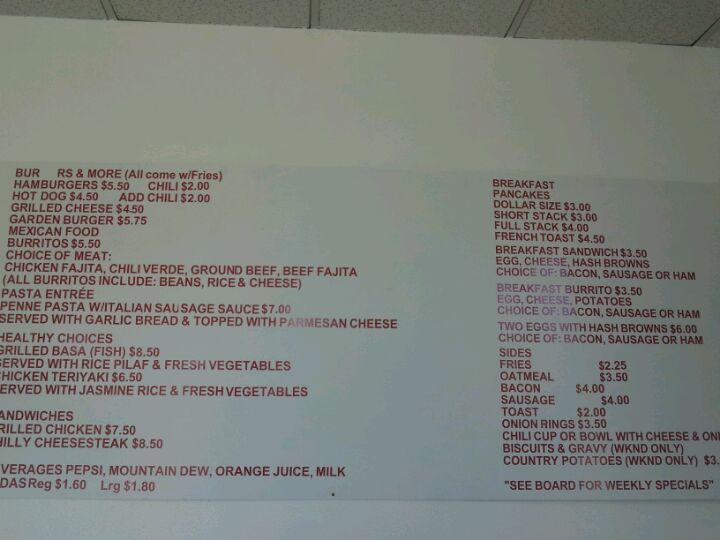 BUR RS & MORE (All come w/Fries)
HAMBURGERS $5.50 CHILI $2.00
HOT DOG $4.50 ADD CHILI $2.00
GRILLED CHEESE $4.50
GARDEN BURGER $5.75
MEXICAN FOOD
BURRITOS $5.50
CHOICE OF MEAT:
CHICKEN FAJITA, CHILI VERDE, GROUND BEEF, BEEF FAJITA
(ALL BURRITOS INCLUDE: BEANS, RICE & CHEESE)
PASTA ENTRÉE
PENNE PASTA W/ITALIAN SAUSAGE SAUCE $7.00
SERVED WITH GARLIC BREAD & TOPPED WITH PARMESAN CHEESE
HEALTHY CHOICES
GRILLED BASA (FISH) $8.50
SERVED WITH RICE PILAF & FRESH VEGETABLES
CHICKEN TERIYAKI $6.50
ERVED WITH JASMINE RICE & FRESH VEGETABLES
ANDWICHES
RILLED CHICKEN $7.50
HILLY CHEESESTEAK $8.50
VERAGES PEPSI, MOUNTAIN DEW, ORANGE JUICE, MILK
DAS Reg $1.60 Lrg $1.80
BREAKFAST
PANCAKES
DOLLAR SIZE $3.00
SHORT STACK $3.00
FULL STACK $4.00
FRENCH TOAST $4.50
BREAKFAST SANDWICH $3.50
EGG, CHEESE, HASH BROWNS
CHOICE OF: BACON, SAUSAGE OR HAM
BREAKFAST BURRITO $3.50
EGG, CHEESE, POTATOES
CHOICE OF: BACON, SAUSAGE OR HAM
TWO EGGS WITH HASH BROWNS $6.00
CHOICE OF: BACON, SAUSAGE OR HAM
SIDES
FRIES $2.25
OATMEAL $3.50
BACON $4.00
SAUSAGE $4.00
TOAST $2.00
ONION RINGS $3.50
CHILI CUP OR BOWL WITH CHEESE & ONI
BISCUITS & GRAVY (WKND ONLY)
COUNTRY POTATOES (WKND ONLY) $3.
"SEE BOARD FOR WEEKLY SPECIALS"